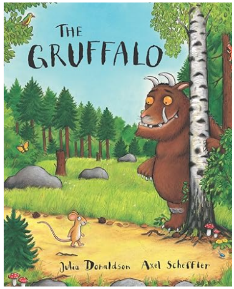 THE
GRUFFALO
Julia Donaldson Axel Scheffler